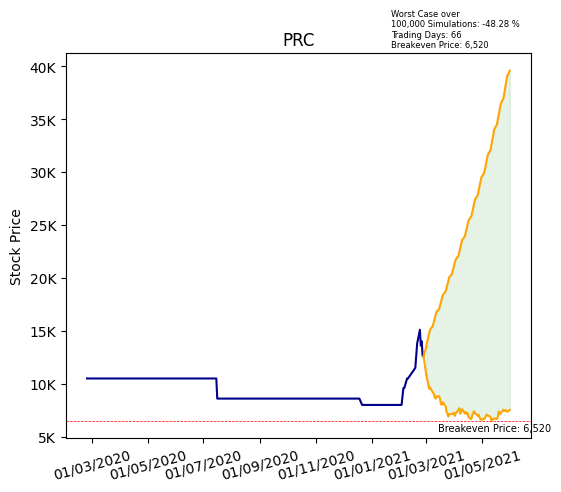 Worst Case over
100,000 Simulations: -48.28 %
Trading Days: 66
Breakeven Price: 6,520
PRC
Stock Price
40K
35K
30K
25K
20K
15K
10K
5K
Breakeven Price: 6,520
01/03/2020
01/05/2020
01/07/2020
01/09/2020
01/11/2020
01/01/2021
01/03/2021
01/05/2021